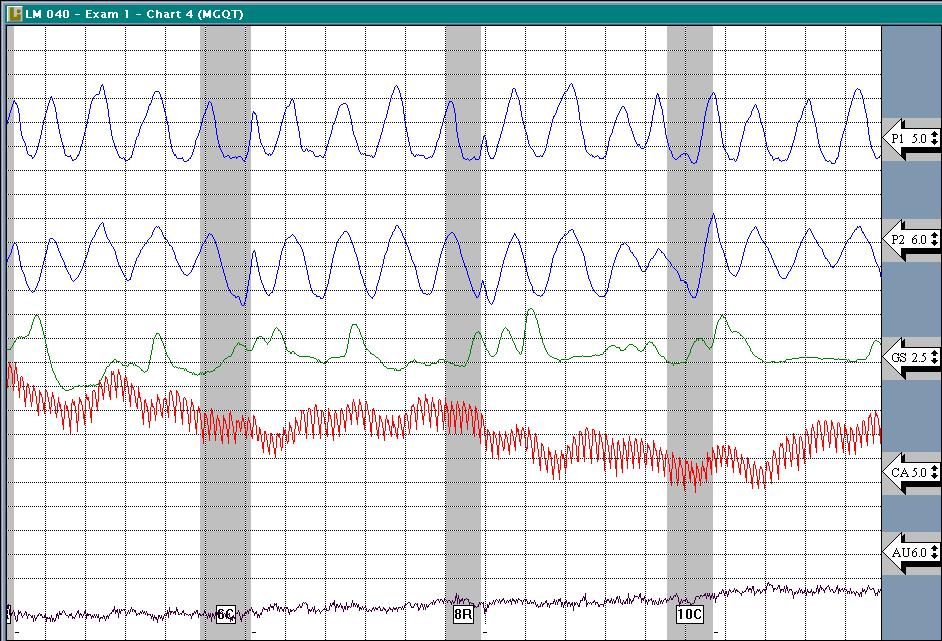 LM 040 - Exam 1 - Chart 4 (MGQT)
P1 5.0
P2 6.0
GS 2.5
CA 5.0
AU 6.0
6C
8R
10C